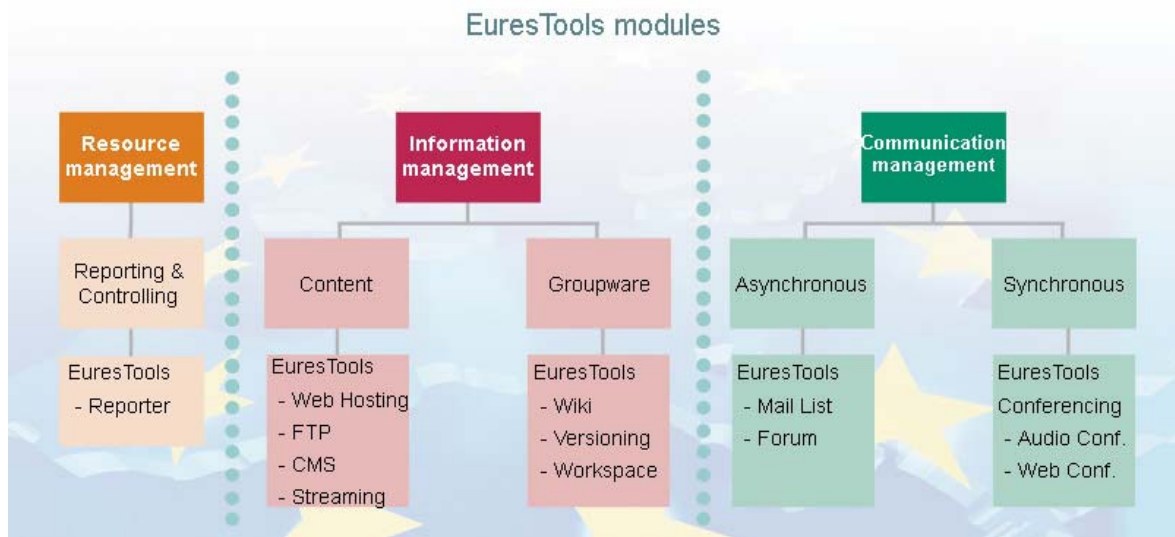 EuresTools modules
Resource
management
Information
management
Communication
management
Reporting &
Controlling
Content
Groupware
Asynchronous
Synchronous
EuresTools
- Reporter
EuresTools
- Web Hosting
- FTP
- CMS
- Streaming
EuresTools
- Wiki
- Versioning
- Workspace
EuresTools
- Mail List
- Forum
EuresTools
Conferencing
- Audio Conf.
- Web Conf.